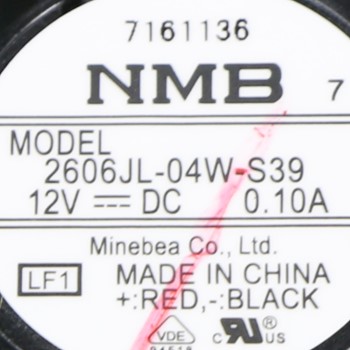 7161136
NMB 7
MODEL
2606JL-04W-S39
12V ⎓ DC 0.10A
Minebea Co., Ltd.
LF1 MADE IN CHINA
+:RED,-:BLACK
VDE c RU ® US